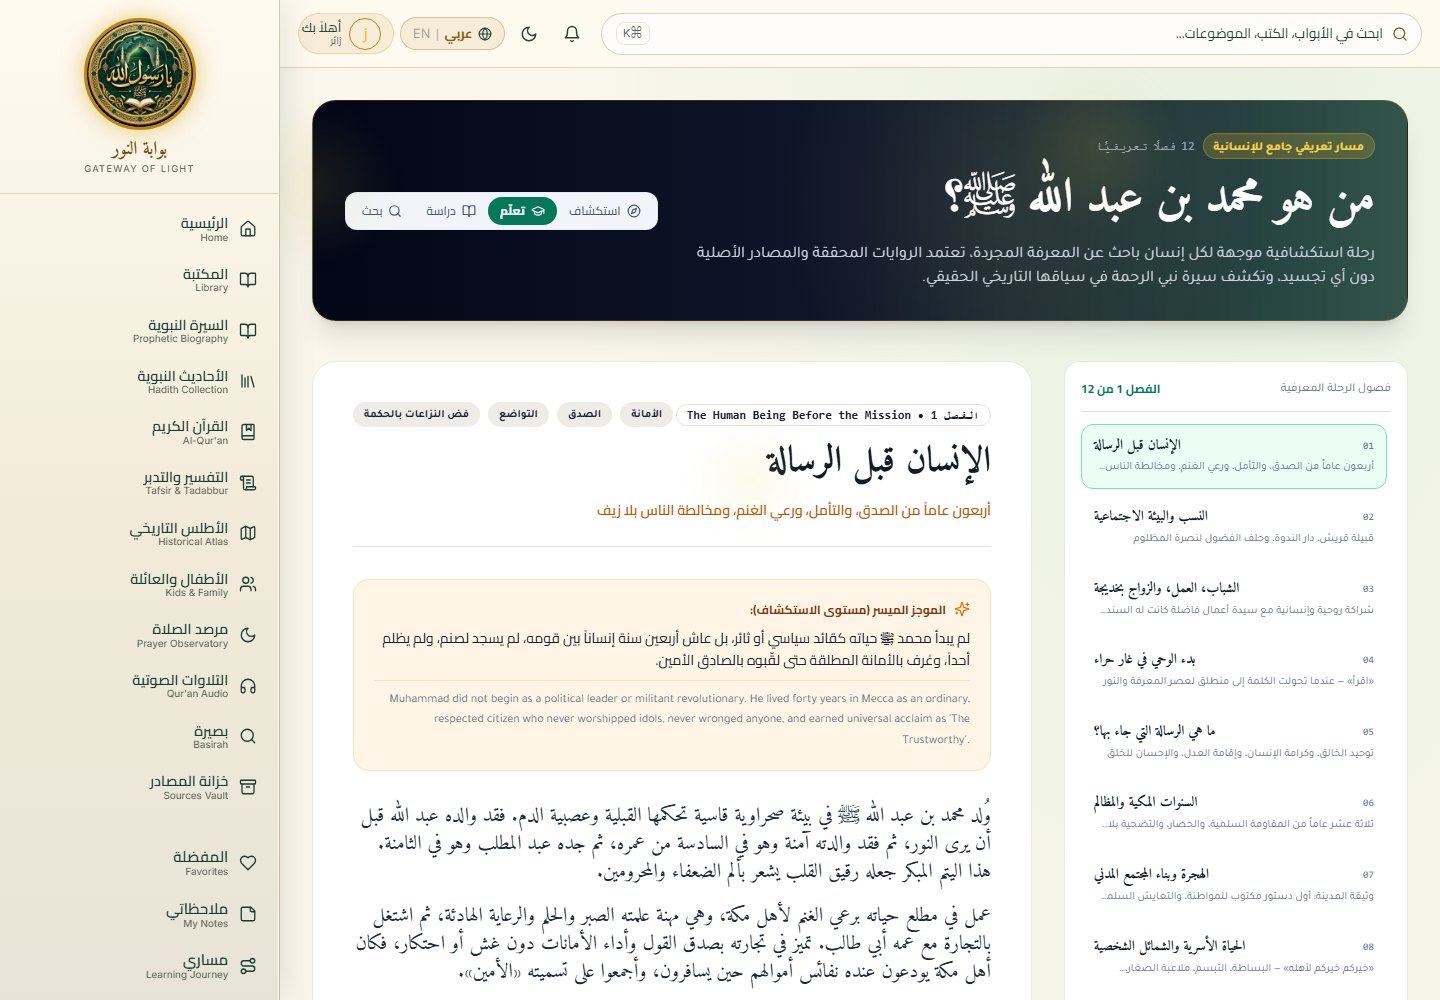 يا رسول الله
بوابة النور
GATEWAY OF LIGHT
الرئيسية
Home
المكتبة
Library
السيرة النبوية
Prophetic Biography
الأحاديث النبوية
Hadith Collection
القرآن الكريم
Al-Qur'an
التفسير والتدبر
Tafsir & Tadabbur
الأطلس التاريخي
Historical Atlas
الأطفال والعائلة
Kids & Family
مرصد الصلاة
Prayer Observatory
التلاوات الصوتية
Qur'an Audio
بصيرة
Basirah
خزانة المصادر
Sources Vault
المفضلة
Favorites
ملاحظاتي
My Notes
مساري
Learning Journey
ابحث في الأبواب، الكتب، الموضوعات...
⌘K
عربي | EN
ز
أهلاً بك
زائر
مسار تعريفي جامع للإنسانية
12 فصلًا تعريفيًا
من هو محمد بن عبد الله ﷺ؟
رحلة استكشافية موجهة لكل إنسان باحث عن المعرفة المجردة، تعتمد الروايات المحققة والمصادر الأصلية
دون أي تجسيد، وتكشف سيرة نبي الرحمة في سياقها التاريخي الحقيقي.
استكشاف
تعلّم
دراسة
بحث
فصول الرحلة المعرفية
الفصل 1 من 12
01
الإنسان قبل الرسالة
أربعون عاماً من الصدق، والتأمل، ورعي الغنم، ومخالطة الناس...
02
النسب والبيئة الاجتماعية
قبيلة قريش، دار الندوة، وحلف الفضول لنصرة المظلوم
03
الشباب، العمل، والزواج بخديجة
شراكة روحية وإنسانية مع سيدة أعمال فاضلة كانت له السند...
04
بدء الوحي في غار حراء
«اقرأ» – عندما تحولت الكلمة إلى منطلق لعصر المعرفة والنور
05
ما هي الرسالة التي جاء بها؟
توحيد الخالق، وكرامة الإنسان، وإقامة العدل، والإحسان للخلق
06
السنوات المكية والمظالم
ثلاثة عشر عاماً من المقاومة السلمية، والحصار، والتضحية بلا...
07
الهجرة وبناء المجتمع المدني
وثيقة المدينة: أول دستور مكتوب للمواطنة، والتعايش السلم...
08
الحياة الأسرية والشمائل الشخصية
«خيركم خيركم لأهله» – البساطة، التبسم، ملاعبة الصغار،...
الفصل 1 • The Human Being Before the Mission
الأمانة
الصدق
التواضع
فض النزاعات بالحكمة
الإنسان قبل الرسالة
أربعون عاماً من الصدق، والتأمل، ورعي الغنم، ومخالطة الناس بلا زيف
الموجز الميسر (مستوى الاستكشاف):
لم يبدأ محمد ﷺ حياته كقائد سياسي أو ثائر، بل عاش أربعين سنة إنساناً بين قومه، لم يسجد لصنم، ولم يظلم
أحداً، وعُرف بالأمانة المطلقة حتى لقّبوه بالصادق الأمين.
Muhammad did not begin as a political leader or militant revolutionary. He lived forty years in Mecca as an ordinary,
respected citizen who never worshipped idols, never wronged anyone, and earned universal acclaim as 'The
Trustworthy'.
وُلد محمد بن عبد الله ﷺ في بيئة صحراوية قاسية تحكمها القبلية وعصبية الدم. فقد والده عبد الله قبل
أن يرى النور، ثم فقد والدته آمنة وهو في السادسة من عمره، ثم جده عبد المطلب وهو في الثامنة.
هذا اليتم المبكر جعله رقيق القلب يشعر بألم الضعفاء والمحرومين.
عمل في مطلع حياته برعي الغنم لأهل مكة، وهي مهنة علمته الصبر والحلم والرعاية الهادئة، ثم اشتغل
بالتجارة مع عمه أبي طالب. تميز في تجارته بصدق القول وأداء الأمانات دون غش أو احتكار، فكان
أهل مكة يودعون عنده نفائس أموالهم حين يسافرون، وأجمعوا على تسميته «الأمين».